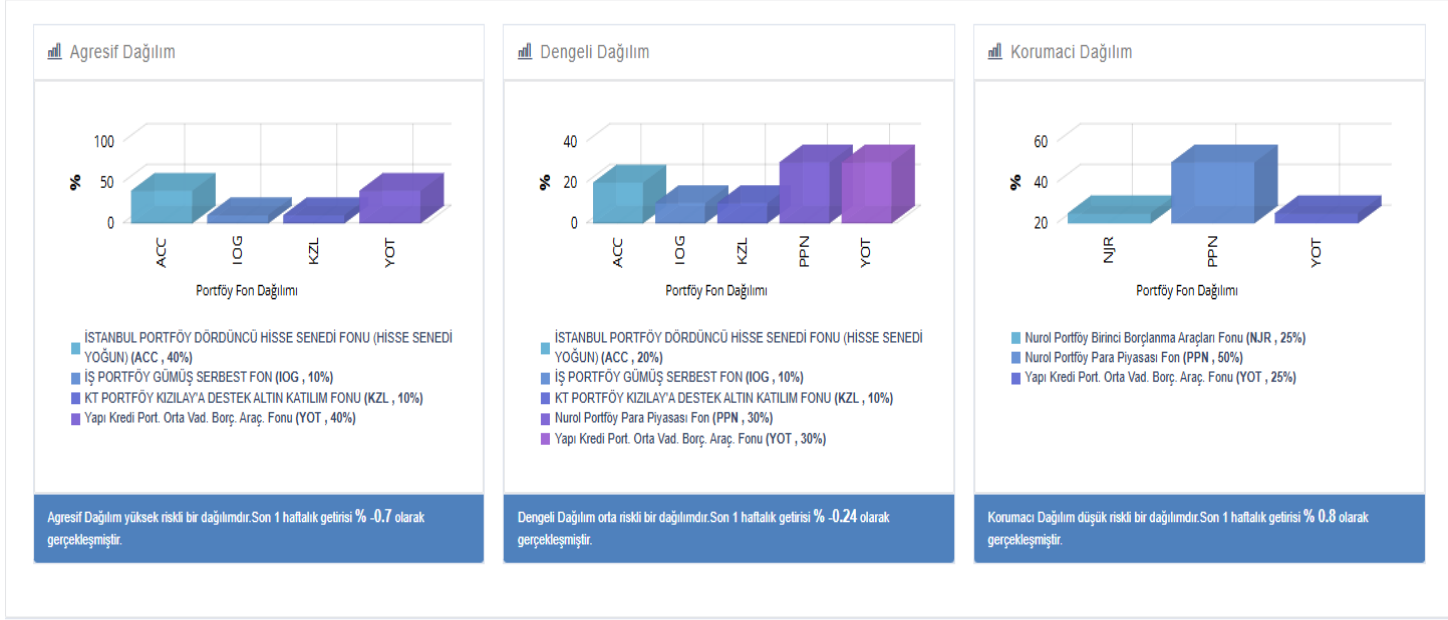 Agresif Dağılım
100
50
0
%
ACC
IOG
KZL
YOT
Portföy Fon Dağılımı
İSTANBUL PORTFÖY DÖRDÜNCÜ HİSSE SENEDİ FONU (HİSSE SENEDİ
YOĞUN) (ACC , 40%)
İŞ PORTFÖY GÜMÜŞ SERBEST FON (IOG , 10%)
KT PORTFÖY KIZILAY'A DESTEK ALTIN KATILIM FONU (KZL , 10%)
Yapı Kredi Port. Orta Vad. Borç. Araç. Fonu (YOT , 40%)
Agresif Dağılım yüksek riskli bir dağılımdır.Son 1 haftalık getirisi % -0.7 olarak
gerçekleşmiştir.
Dengeli Dağılım
40
20
0
%
ACC
IOG
KZL
PPN
YOT
Portföy Fon Dağılımı
İSTANBUL PORTFÖY DÖRDÜNCÜ HİSSE SENEDİ FONU (HİSSE SENEDİ
YOĞUN) (ACC , 20%)
İŞ PORTFÖY GÜMÜŞ SERBEST FON (IOG , 10%)
KT PORTFÖY KIZILAY'A DESTEK ALTIN KATILIM FONU (KZL , 10%)
Nurol Portföy Para Piyasası Fon (PPN , 30%)
Yapı Kredi Port. Orta Vad. Borç. Araç. Fonu (YOT , 30%)
Dengeli Dağılım orta riskli bir dağılımdır.Son 1 haftalık getirisi % -0.24 olarak
gerçekleşmiştir.
Korumaci Dağılım
60
40
20
%
NJR
PPN
YOT
Portföy Fon Dağılımı
Nurol Portföy Birinci Borçlanma Araçları Fonu (NJR , 25%)
Nurol Portföy Para Piyasası Fon (PPN , 50%)
Yapı Kredi Port. Orta Vad. Borç. Araç. Fonu (YOT , 25%)
Korumacı Dağılım düşük riskli bir dağılımdır.Son 1 haftalık getirisi % 0.8 olarak
gerçekleşmiştir.